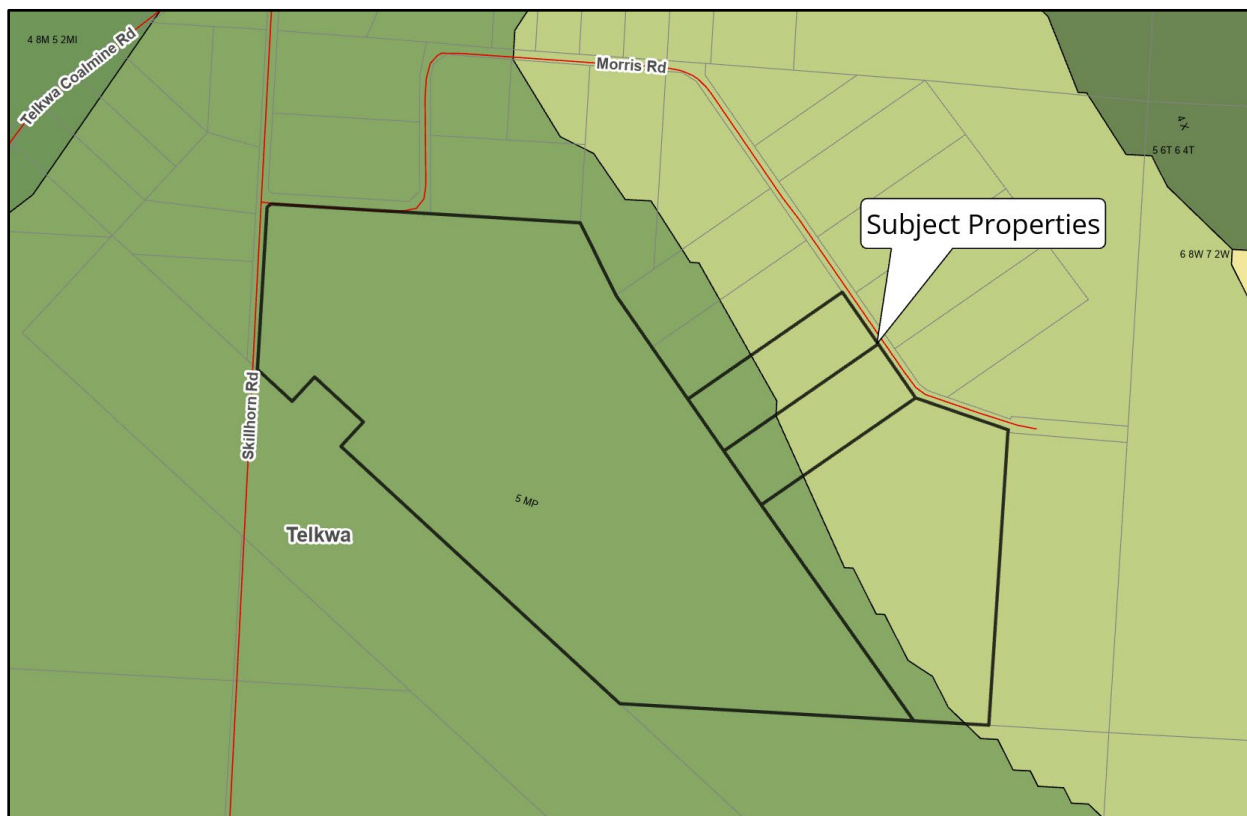 4 8M 5 2MI
Telkwa Coalmine Rd
Morris Rd
4 X
5 6T 6 4T
Subject Properties
6 8W 7 2W
Skillhorn Rd
5 MP
Telkwa